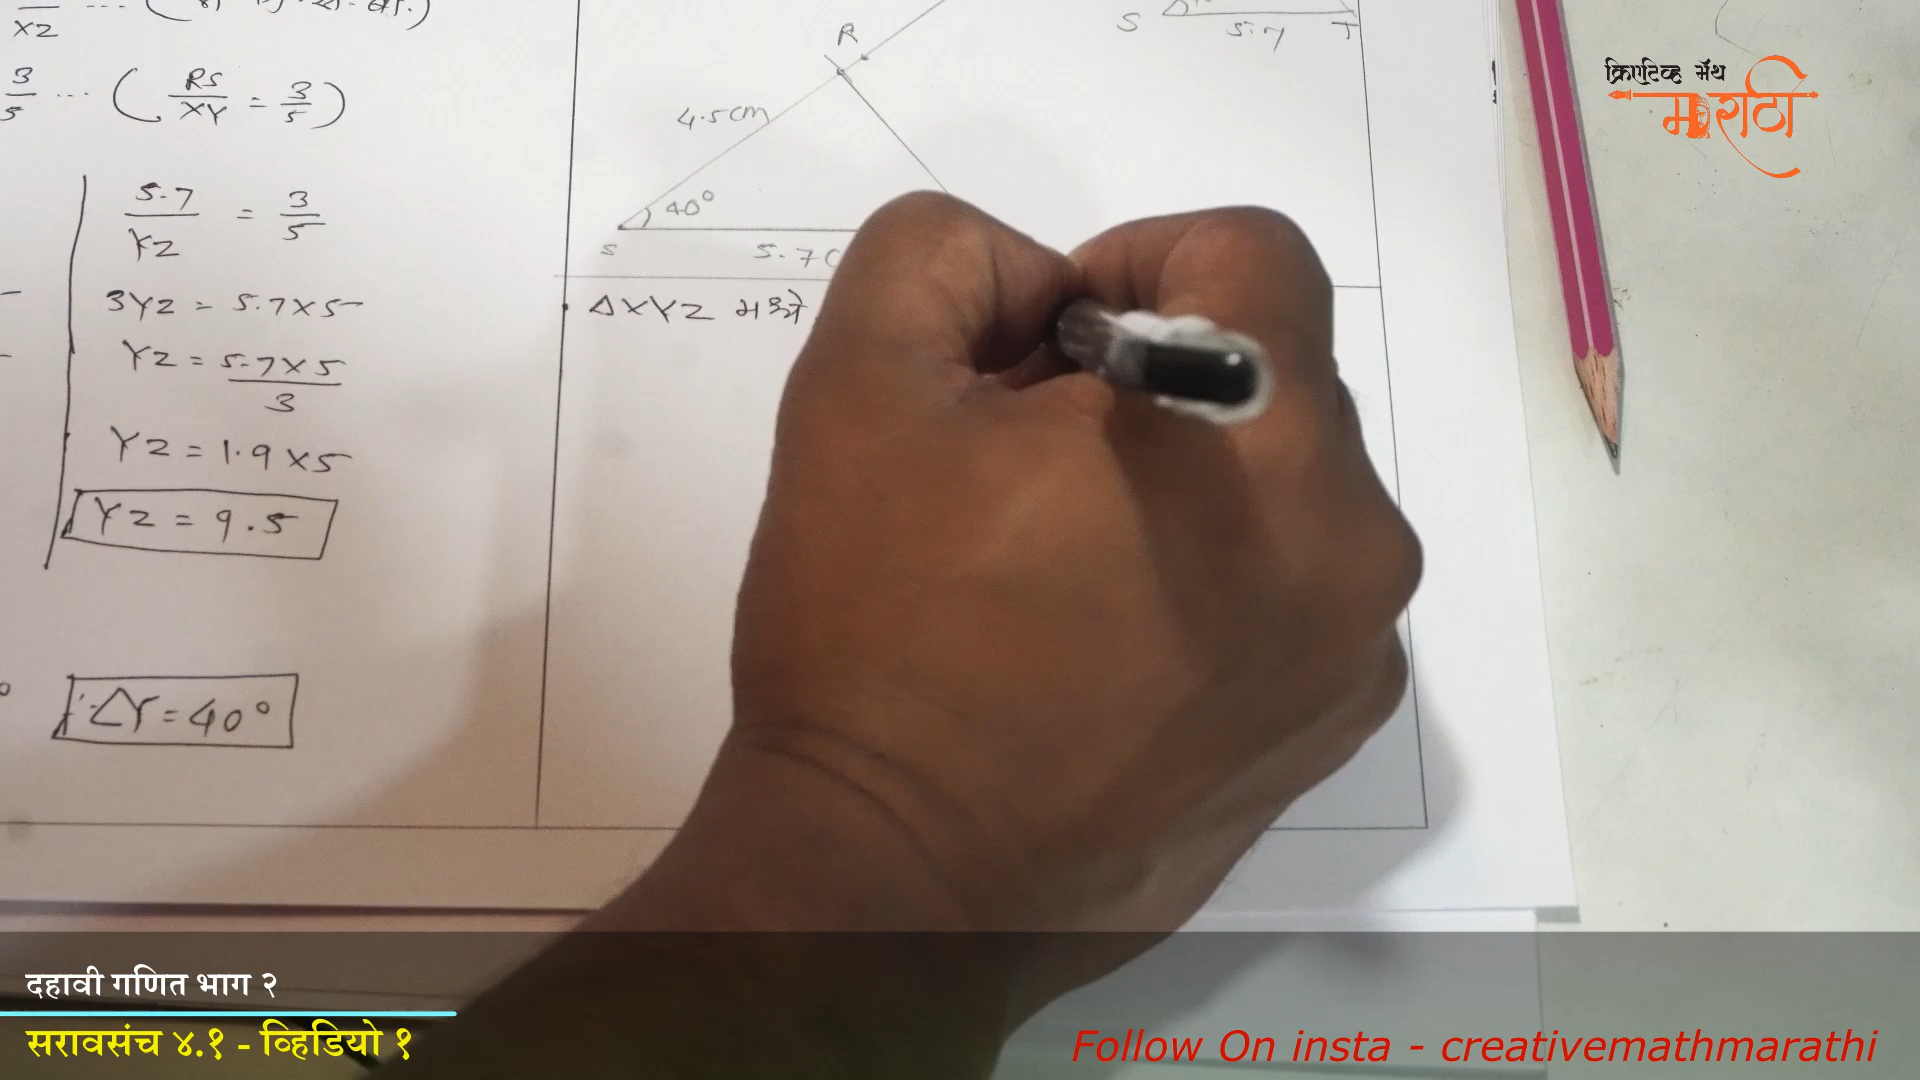 XZ
3/5 ... ( RS/XY = 3/5 )
5.7/YZ = 3/5
3YZ = 5.7×5
YZ = 5.7×5/3
YZ = 1.9×5
YZ = 9.5
∠Y = 40°
R
4.5cm
40°
S
5.7
S 5.7 T
ΔXYZ मध्ये
क्रिएटिव्ह मॅथ
मराठी
दहावी गणित भाग २
सरावसंच ४.१ - व्हिडियो १
Follow On insta - creativemathmarathi